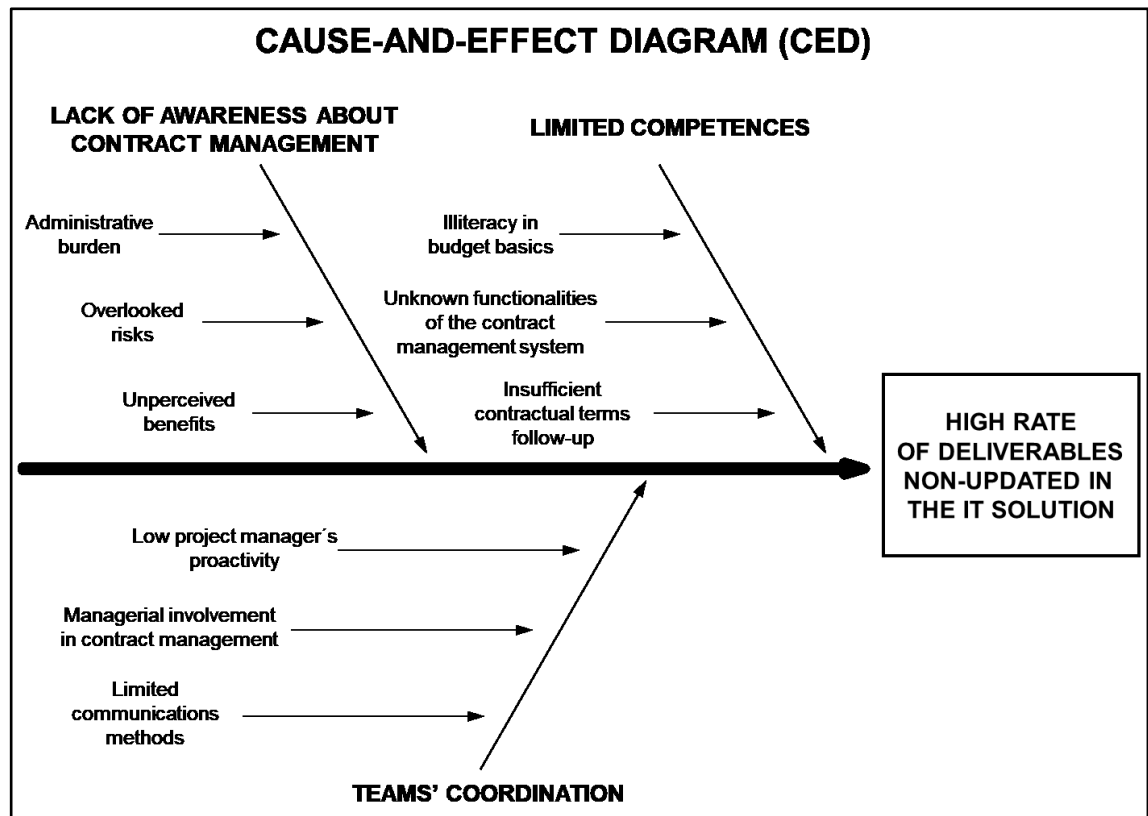 CAUSE-AND-EFFECT DIAGRAM (CED)
LACK OF AWARENESS ABOUT
CONTRACT MANAGEMENT
LIMITED COMPETENCES
Administrative
burden
Overlooked
risks
Unperceived
benefits
Illiteracy in
budget basics
Unknown functionalities
of the contract
management system
Insufficient
contractual terms
follow-up
HIGH RATE
OF DELIVERABLES
NON-UPDATED IN
THE IT SOLUTION
Low project manager´s
proactivity
Managerial involvement
in contract management
Limited
communications
methods
TEAMS’ COORDINATION